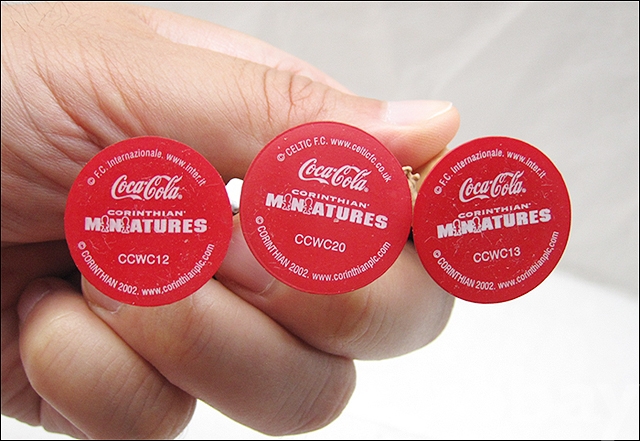 © F.C. Internazionale. www.inter.it
Coca-Cola®
CORINTHIAN®
MINIATURES
CCWC12
© CORINTHIAN 2002. www.corinthianplc.com
© CELTIC F.C. www.celticfc.co.uk
Coca-Cola®
CORINTHIAN®
MINIATURES
CCWC20
© CORINTHIAN 2002. www.corinthianplc.com
© F.C. Internazionale. www.inter.it
Coca-Cola®
CORINTHIAN®
MINIATURES
CCWC13
© CORINTHIAN 2002. www.corinthianplc.com